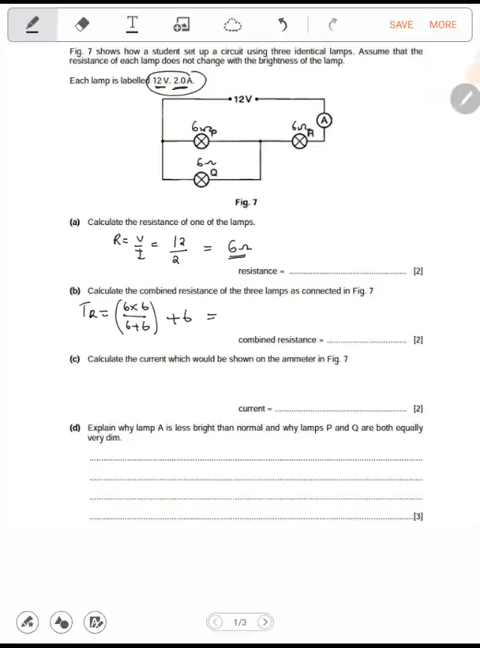 SAVE MORE
Fig. 7 shows how a student set up a circuit using three identical lamps. Assume that the
resistance of each lamp does not change with the brightness of the lamp.
Each lamp is labelled 12 V. 2.0 A.
12 V
A
6Ω P
6Ω A
6Ω
Q
Fig. 7
(a) Calculate the resistance of one of the lamps.
R = V/I = 12/2 = 6Ω
resistance = .............................. [2]
(b) Calculate the combined resistance of the three lamps as connected in Fig. 7
TR = (6x6/6+6) + 6 =
combined resistance = .............................. [2]
(c) Calculate the current which would be shown on the ammeter in Fig. 7
current = .............................. [2]
(d) Explain why lamp A is less bright than normal and why lamps P and Q are both equally
very dim.
[3]
1/3